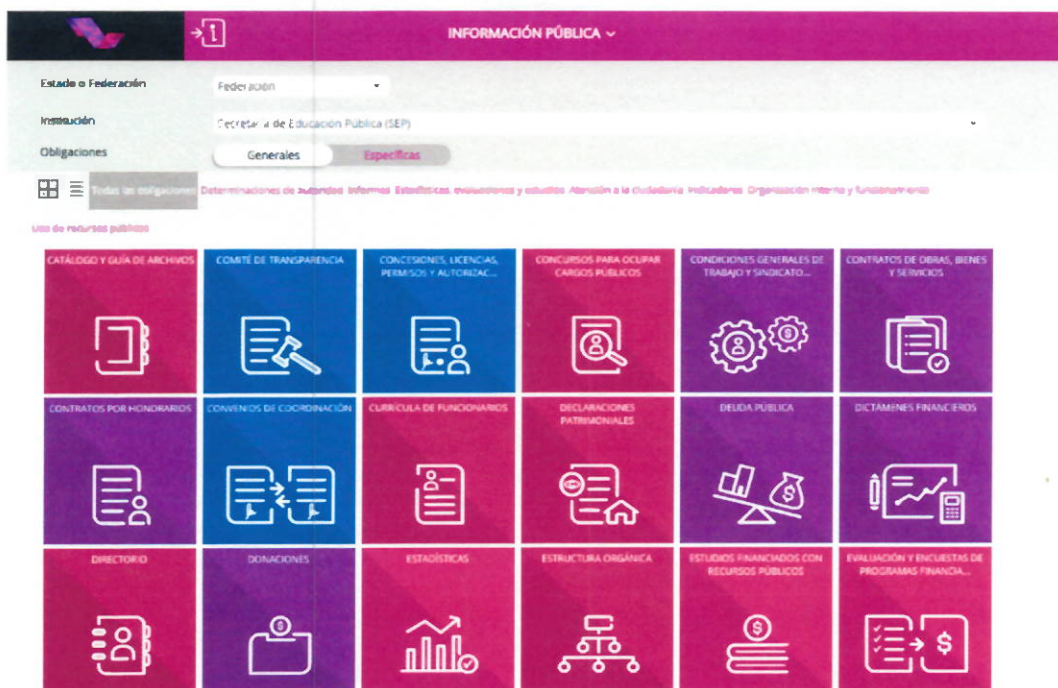 INFORMACIÓN PÚBLICA
Estado o Federación
Federación
Institución
Secretaría de Educación Pública (SEP)
Obligaciones
Generales
Específicas
Todas las obligaciones Determinaciones de autoridad Informes Estadísticas, evaluaciones y estudios Atención a la ciudadanía Indicadores Organización interna y funcionamiento
Uso de recursos públicos
CATÁLOGO Y GUÍA DE ARCHIVOS
COMITÉ DE TRANSPARENCIA
CONCESIONES, LICENCIAS,
PERMISOS Y AUTORIZAC...
CONCURSOS PARA OCUPAR
CARGOS PÚBLICOS
CONDICIONES GENERALES DE
TRABAJO Y SINDICATO...
CONTRATOS DE OBRAS, BIENES
Y SERVICIOS
CONTRATOS POR HONORARIOS
CONVENIOS DE COORDINACIÓN
CURRÍCULA DE FUNCIONARIOS
DECLARACIONES
PATRIMONIALES
DEUDA PÚBLICA
DICTÁMENES FINANCIEROS
DIRECTORIO
DONACIONES
ESTADÍSTICAS
ESTRUCTURA ORGÁNICA
ESTUDIOS FINANCIADOS CON
RECURSOS PÚBLICOS
EVALUACIÓN Y ENCUESTAS DE
PROGRAMAS FINANCIA...